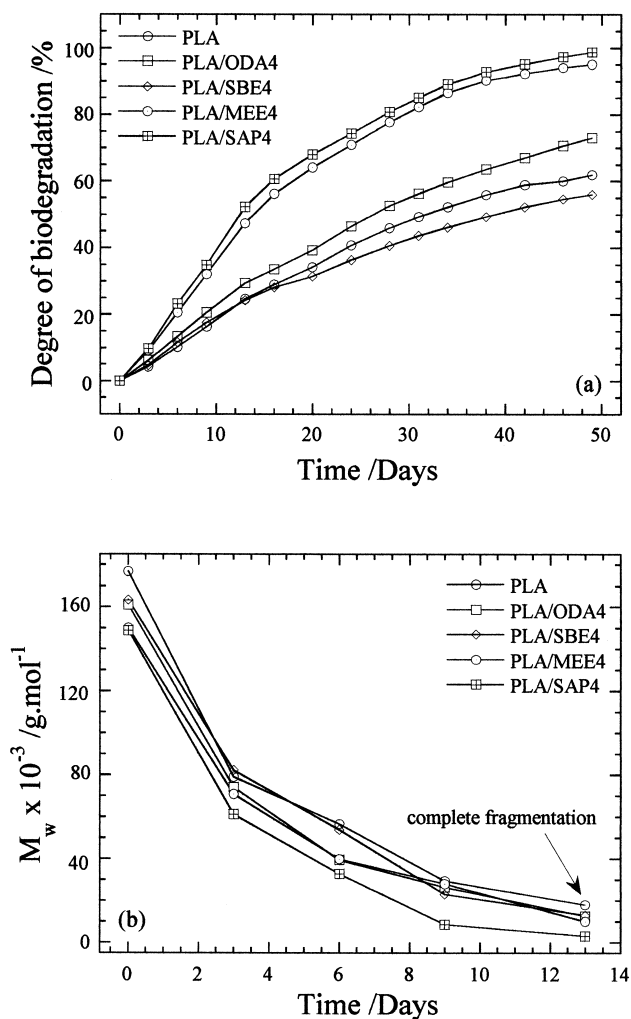 PLA
PLA/ODA4
PLA/SBE4
PLA/MEE4
PLA/SAP4
Degree of biodegradation /%
100
80
60
40
20
0
(a)
0 10 20 30 40 50
Time /Days
PLA
PLA/ODA4
PLA/SBE4
PLA/MEE4
PLA/SAP4
M_w x 10^-3 /g.mol^-1
160
120
80
40
0
complete fragmentation
(b)
0 2 4 6 8 10 12 14
Time /Days